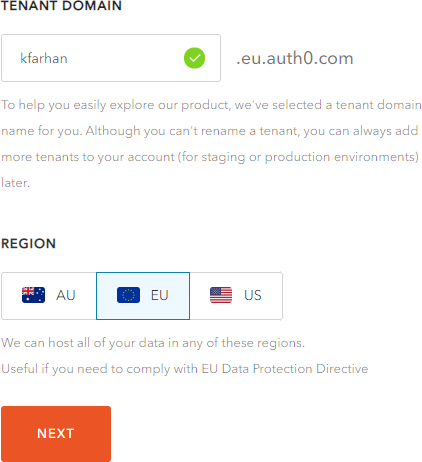 TENANT DOMAIN
kfarhan .eu.auth0.com
To help you easily explore our product, we've selected a tenant domain
name for you. Although you can't rename a tenant, you can always add
more tenants to your account (for staging or production environments)
later.
REGION
AU EU US
We can host all of your data in any of these regions.
Useful if you need to comply with EU Data Protection Directive
NEXT